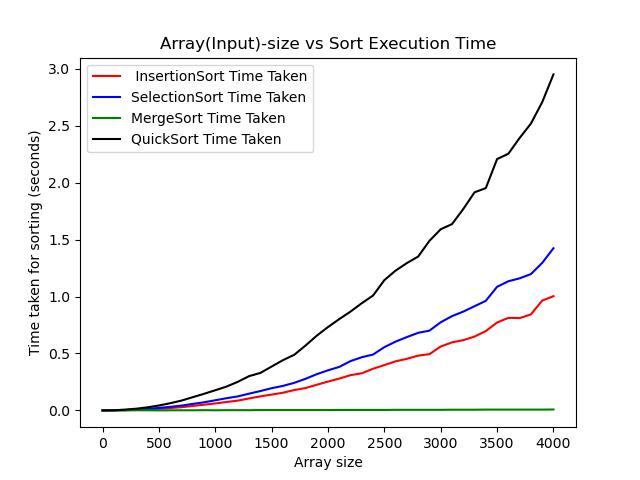 Array(Input)-size vs Sort Execution Time
InsertionSort Time Taken
SelectionSort Time Taken
MergeSort Time Taken
QuickSort Time Taken
Time taken for sorting (seconds)
3.0
2.5
2.0
1.5
1.0
0.5
0.0
0 500 1000 1500 2000 2500 3000 3500 4000
Array size